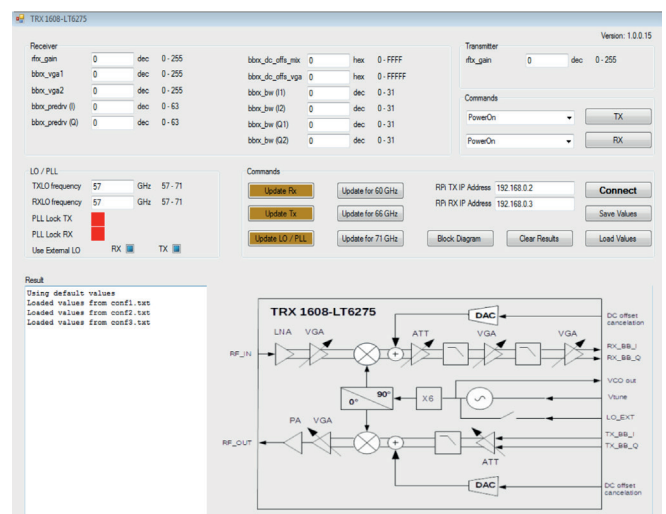 TRX 1608-LT6275
Version: 1.0.0.15
Receiver
rfrx_gain 0 dec 0 - 255
bbrx_vga1 0 dec 0 - 255
bbrx_vga2 0 dec 0 - 255
bbrx_predrv (I) 0 dec 0 - 63
bbrx_predrv (Q) 0 dec 0 - 63
bbrx_dc_offs_mix 0 hex 0 - FFFF
bbrx_dc_offs_vga 0 hex 0 - FFFFF
bbrx_bw (I1) 0 dec 0 - 31
bbrx_bw (I2) 0 dec 0 - 31
bbrx_bw (Q1) 0 dec 0 - 31
bbrx_bw (Q2) 0 dec 0 - 31
Transmitter
rftx_gain 0 dec 0 - 255
Commands
PowerOn TX
PowerOn RX
LO / PLL
TXLO frequency 57 GHz 57 - 71
RXLO frequency 57 GHz 57 - 71
PLL Lock TX
PLL Lock RX
Use External LO RX TX
Commands
Update Rx Update for 60 GHz RPi TX IP Address 192.168.0.2 Connect
Update Tx Update for 66 GHz RPi RX IP Address 192.168.0.3 Save Values
Update LO / PLL Update for 71 GHz Block Diagram Clear Results Load Values
Result
Using default values
Loaded values from conf1.txt
Loaded values from conf2.txt
Loaded values from conf3.txt
TRX 1608-LT6275
DAC
DC offset
cancelation
LNA VGA ATT VGA VGA
RF_IN
RX_BB_I
RX_BB_Q
VCO out
0° 90° X6
Vtune
LO_EXT
PA VGA
RF_OUT
TX_BB_I
TX_BB_Q
ATT
DAC
DC offset
cancelation